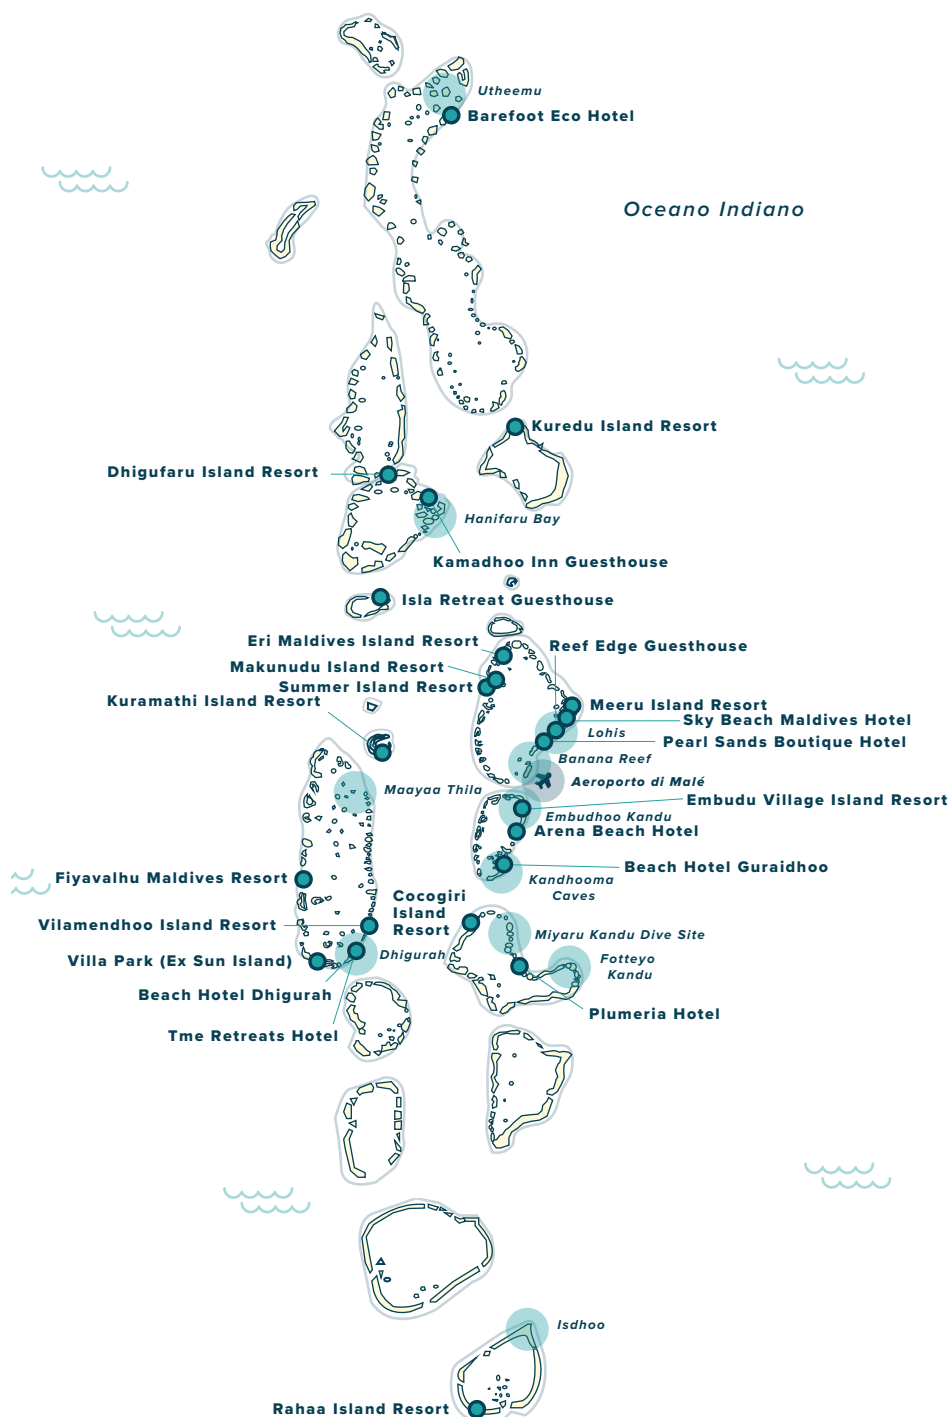 Utheemu
Barefoot Eco Hotel
Oceano Indiano
Kuredu Island Resort
Dhigufaru Island Resort
Hanifaru Bay
Kamadhoo Inn Guesthouse
Isla Retreat Guesthouse
Eri Maldives Island Resort
Reef Edge Guesthouse
Makunudu Island Resort
Summer Island Resort
Kuramathi Island Resort
Meeru Island Resort
Sky Beach Maldives Hotel
Lohis
Pearl Sands Boutique Hotel
Banana Reef
Aeroporto di Malé
Maayaa Thila
Embudu Village Island Resort
Embudhoo Kandu
Arena Beach Hotel
Beach Hotel Guraidhoo
Fiyavalhu Maldives Resort
Kandhooma
Caves
Cocogiri
Island
Resort
Vilamendhoo Island Resort
Miyaru Kandu Dive Site
Dhigurah
Villa Park (Ex Sun Island)
Fotteyo
Kandu
Beach Hotel Dhigurah
Plumeria Hotel
Tme Retreats Hotel
Isdhoo
Rahaa Island Resort